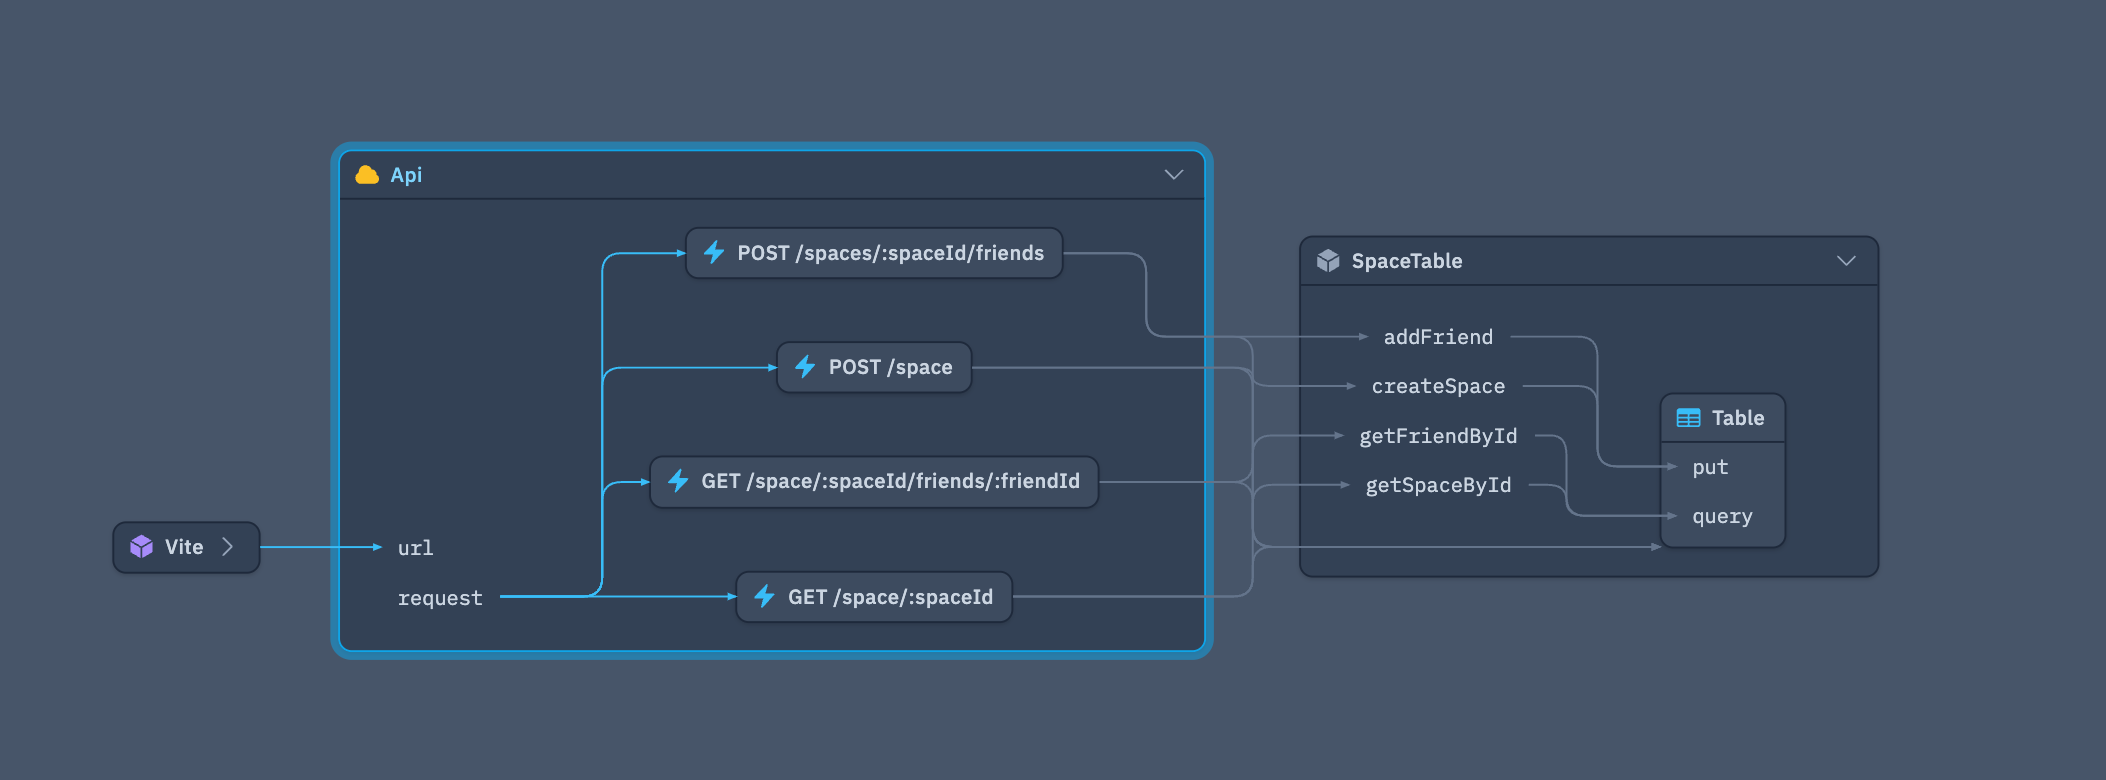 Api
POST /spaces/:spaceId/friends
POST /space
GET /space/:spaceId/friends/:friendId
GET /space/:spaceId
url
request
Vite
SpaceTable
addFriend
createSpace
getFriendById
getSpaceById
Table
put
query